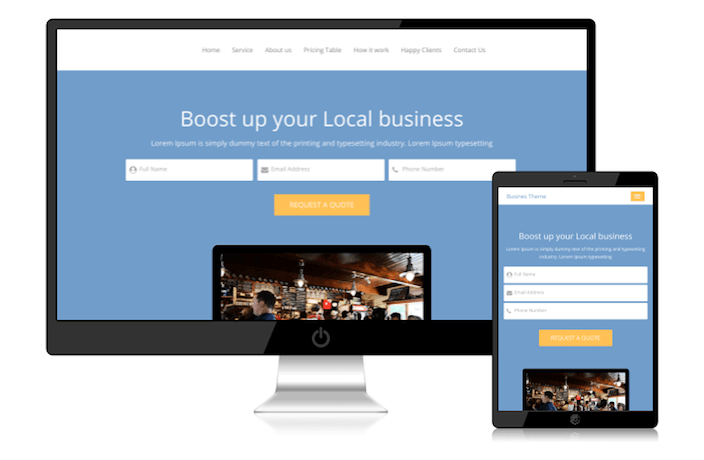 Home Service About us Pricing Table How it work Happy Clients Contact Us
Boost up your Local business
Lorem Ipsum is simply dummy text of the printing and typesetting industry. Lorem Ipsum typesetting
Full Name Email Address Phone Number
REQUEST A QUOTE
Busines Theme
Boost up your Local business
Lorem Ipsum is simply dummy text of the printing and typesetting
industry. Lorem Ipsum typesetting
Full Name
Email Address
Phone Number
REQUEST A QUOTE